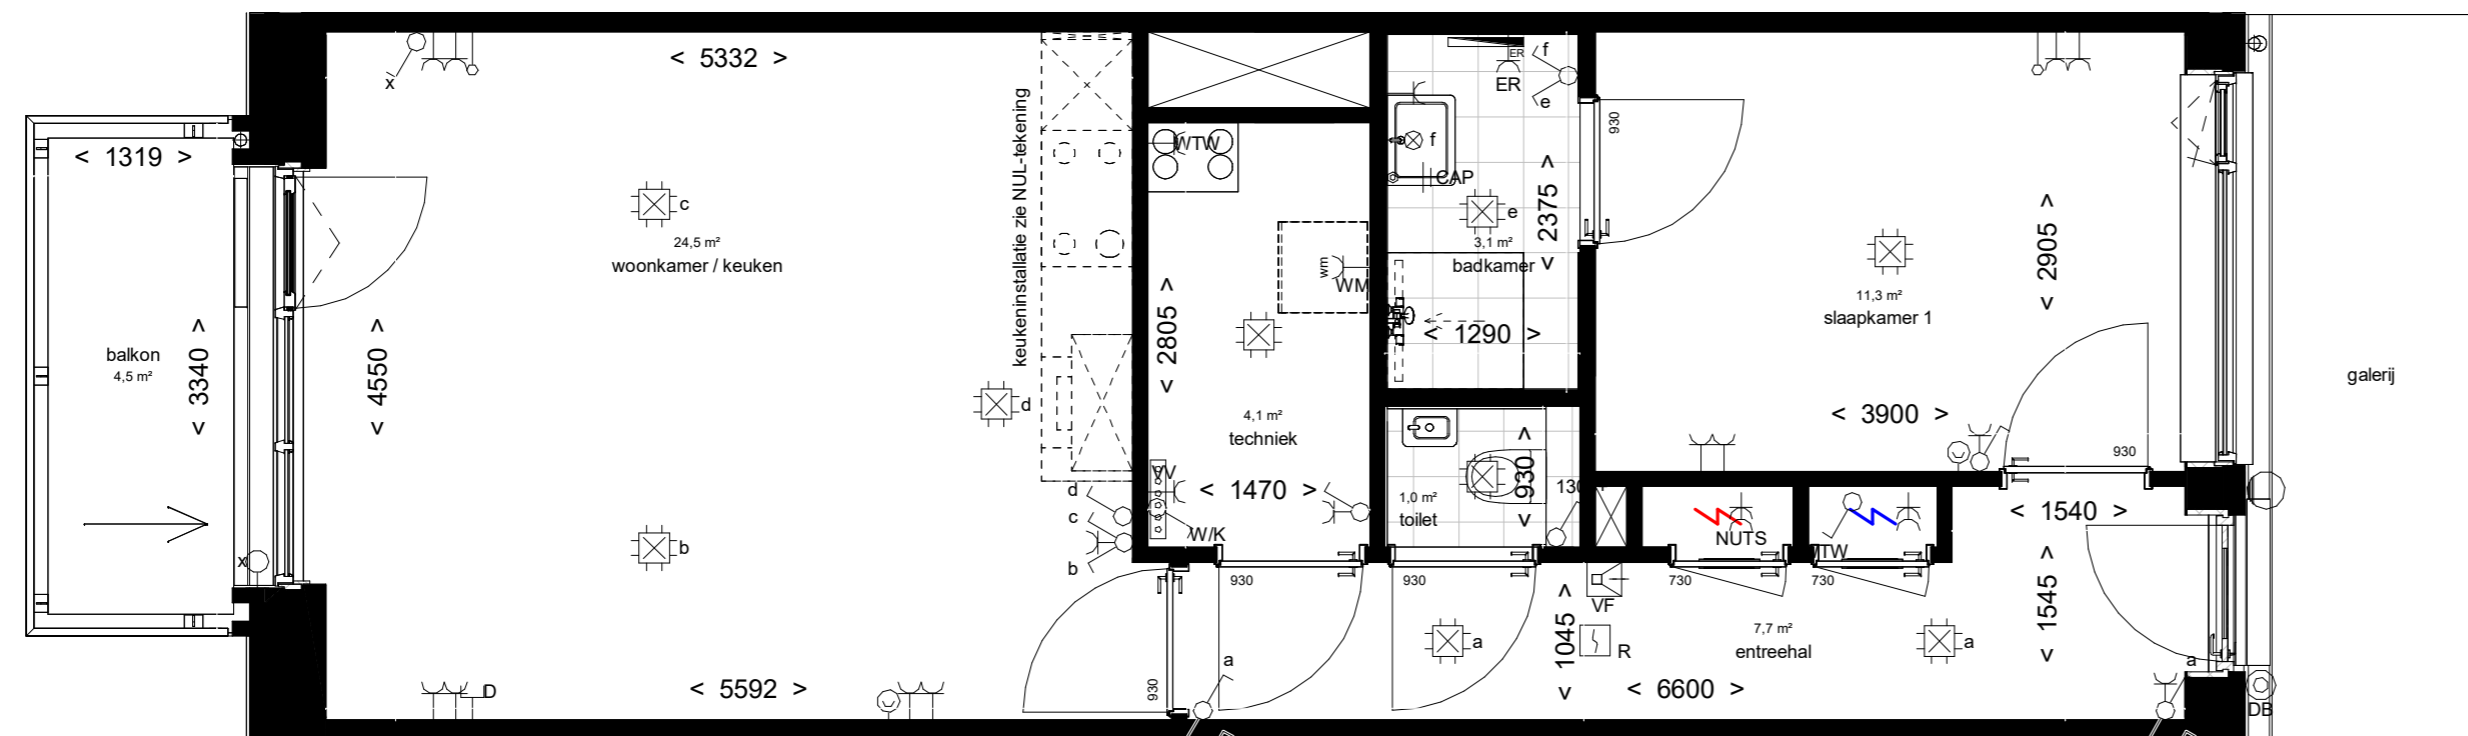 < 5332 >
x
< 1319 >
balkon
4,5 m²
< 3340 >
x
< 4550 >
c
24,5 m²
woonkamer / keuken
b
d
keukeninstallatie zie NUL-tekening
d
c
b
D
< 5592 >
930
WTW
wm
WM
< 2805 >
4,1 m²
techniek
VV
< 1470 >
W/K
930
a
ER
ER
f
e
f
CAP
e
< 2375 >
3,1 m²
badkamer
< 1290 >
930
1,0 m²
toilet
< 930 >
130
930
a
< 1045 >
VF
R
NUTS
730
WTW
730
7,7 m²
entreehal
< 6600 >
a
11,3 m²
slaapkamer 1
< 2905 >
< 3900 >
930
< 1540 >
< 1545 >
a
DB
galerij